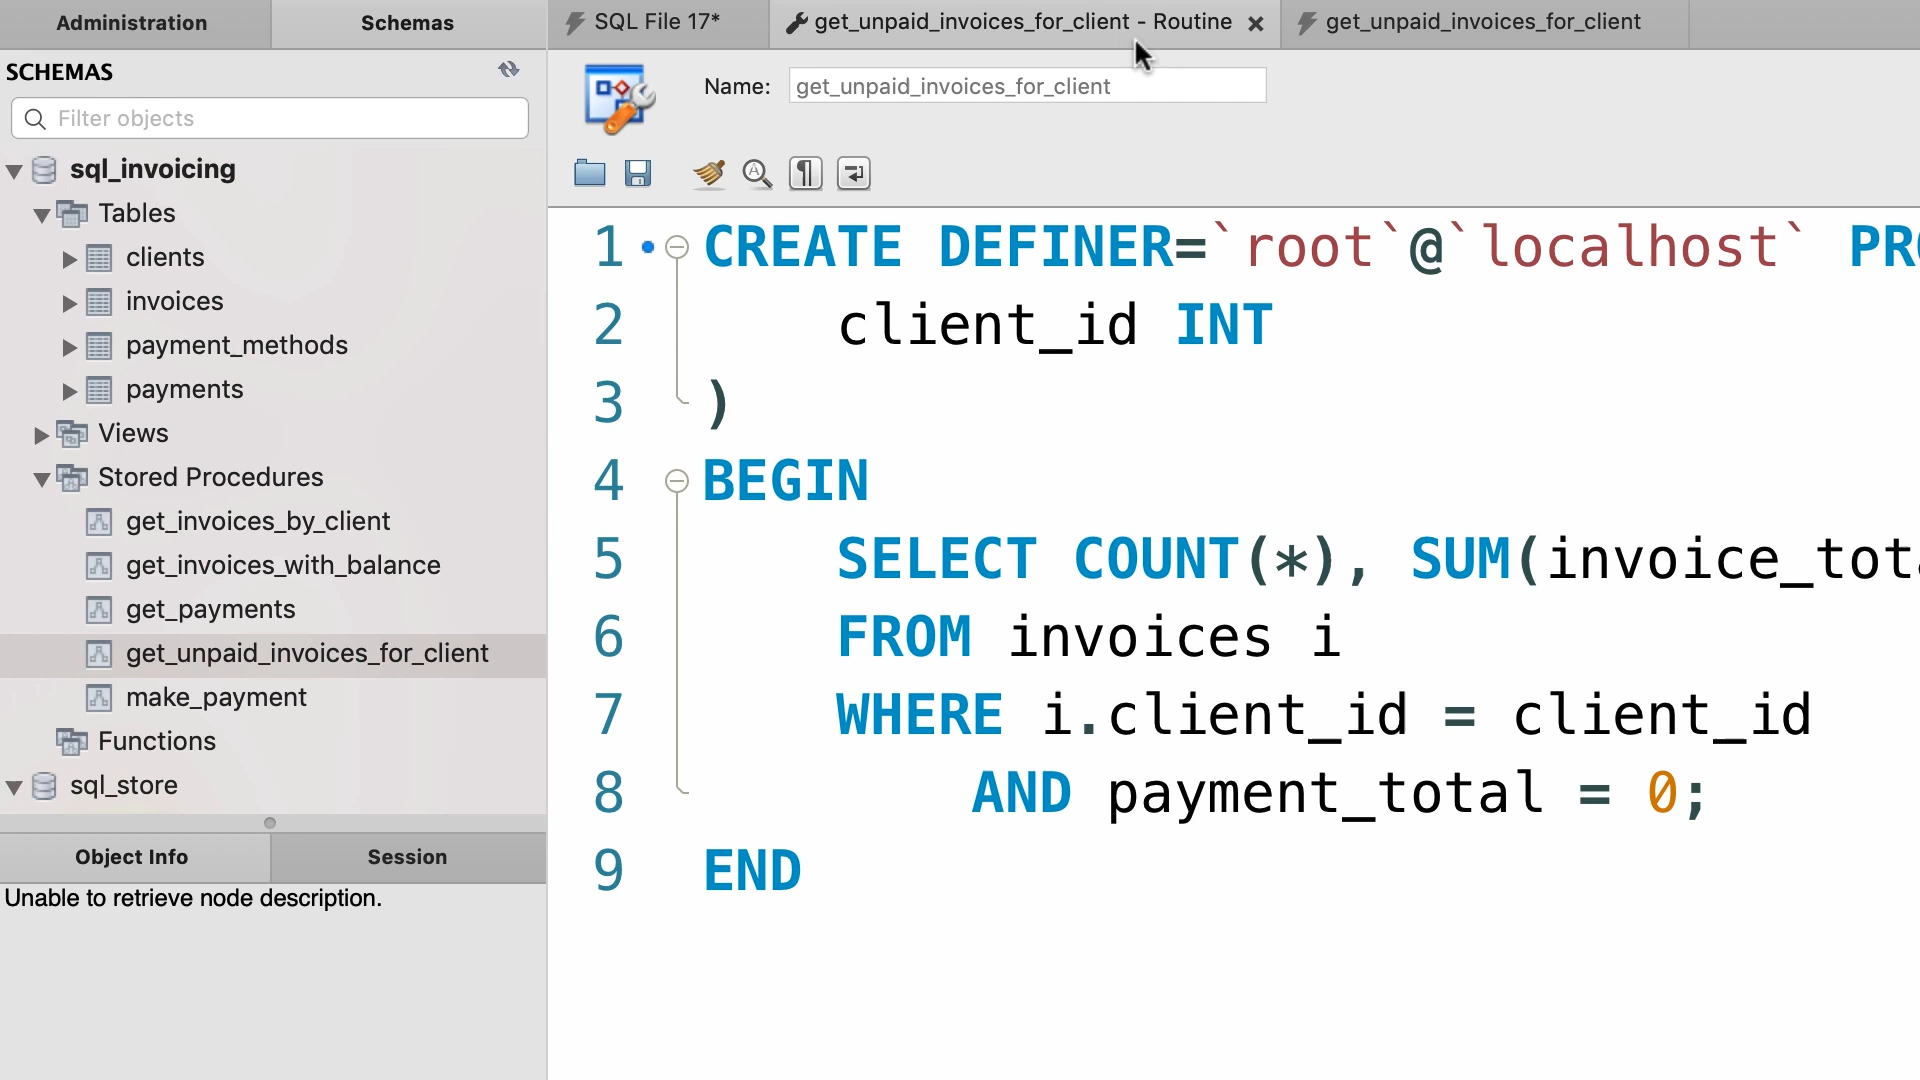 Administration
Schemas
SQL File 17*
get_unpaid_invoices_for_client - Routine
get_unpaid_invoices_for_client
SCHEMAS
Filter objects
sql_invoicing
Tables
clients
invoices
payment_methods
payments
Views
Stored Procedures
get_invoices_by_client
get_invoices_with_balance
get_payments
get_unpaid_invoices_for_client
make_payment
Functions
sql_store
Object Info
Session
Unable to retrieve node description.
Name: get_unpaid_invoices_for_client
1 CREATE DEFINER=`root`@`localhost` PR
2 client_id INT
3 )
4 BEGIN
5 SELECT COUNT(*), SUM(invoice_tot
6 FROM invoices i
7 WHERE i.client_id = client_id
8 AND payment_total = 0;
9 END